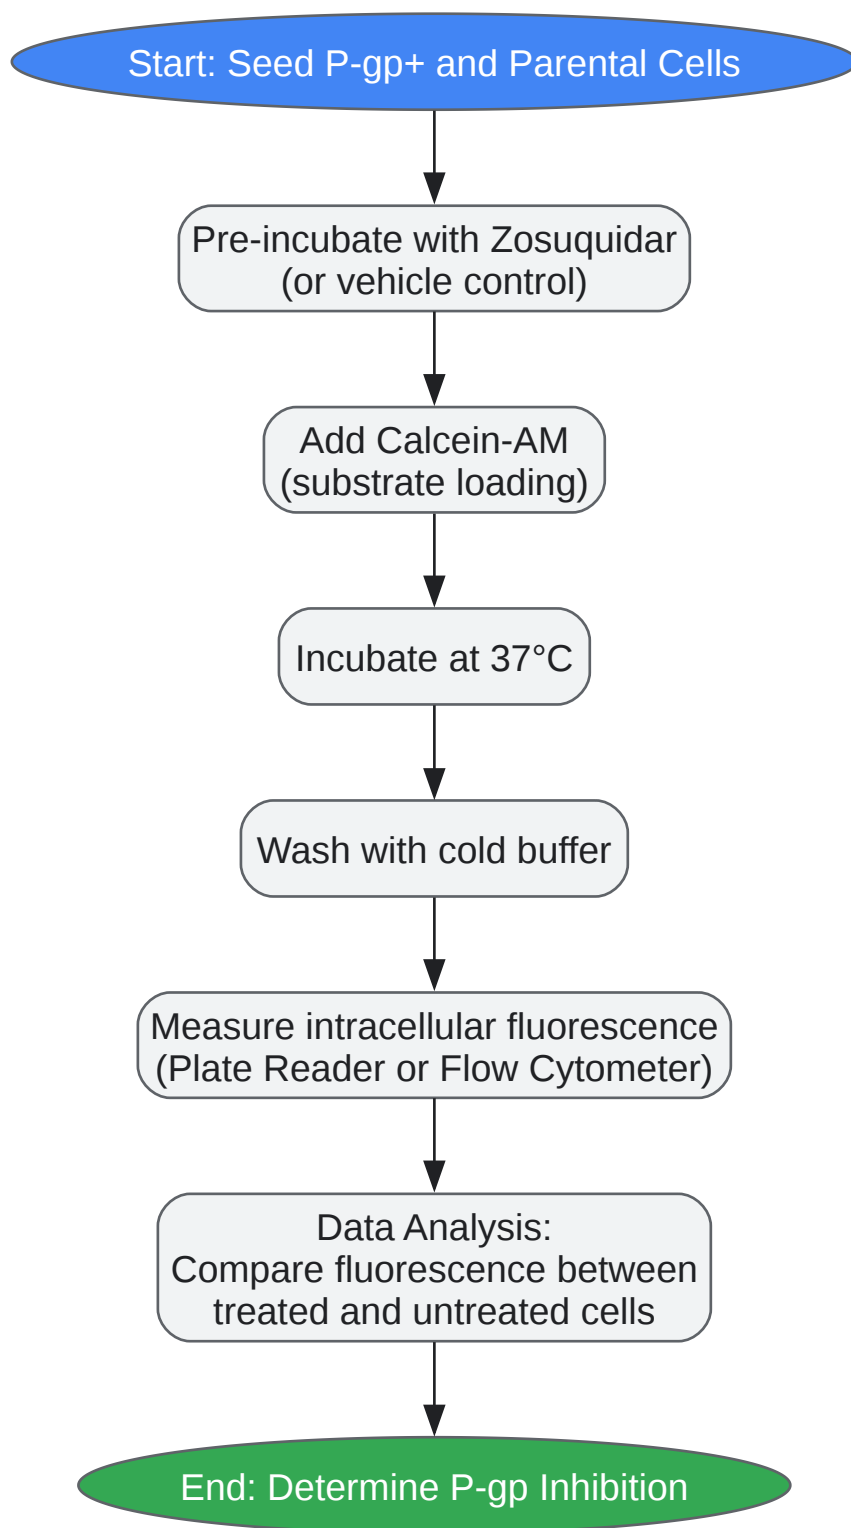 Start: Seed P-gp+ and Parental Cells
Pre-incubate with Zosuquidar
(or vehicle control)
Add Calcein-AM
(substrate loading)
Incubate at 37°C
Wash with cold buffer
Measure intracellular fluorescence
(Plate Reader or Flow Cytometer)
Data Analysis:
Compare fluorescence between
treated and untreated cells
End: Determine P-gp Inhibition